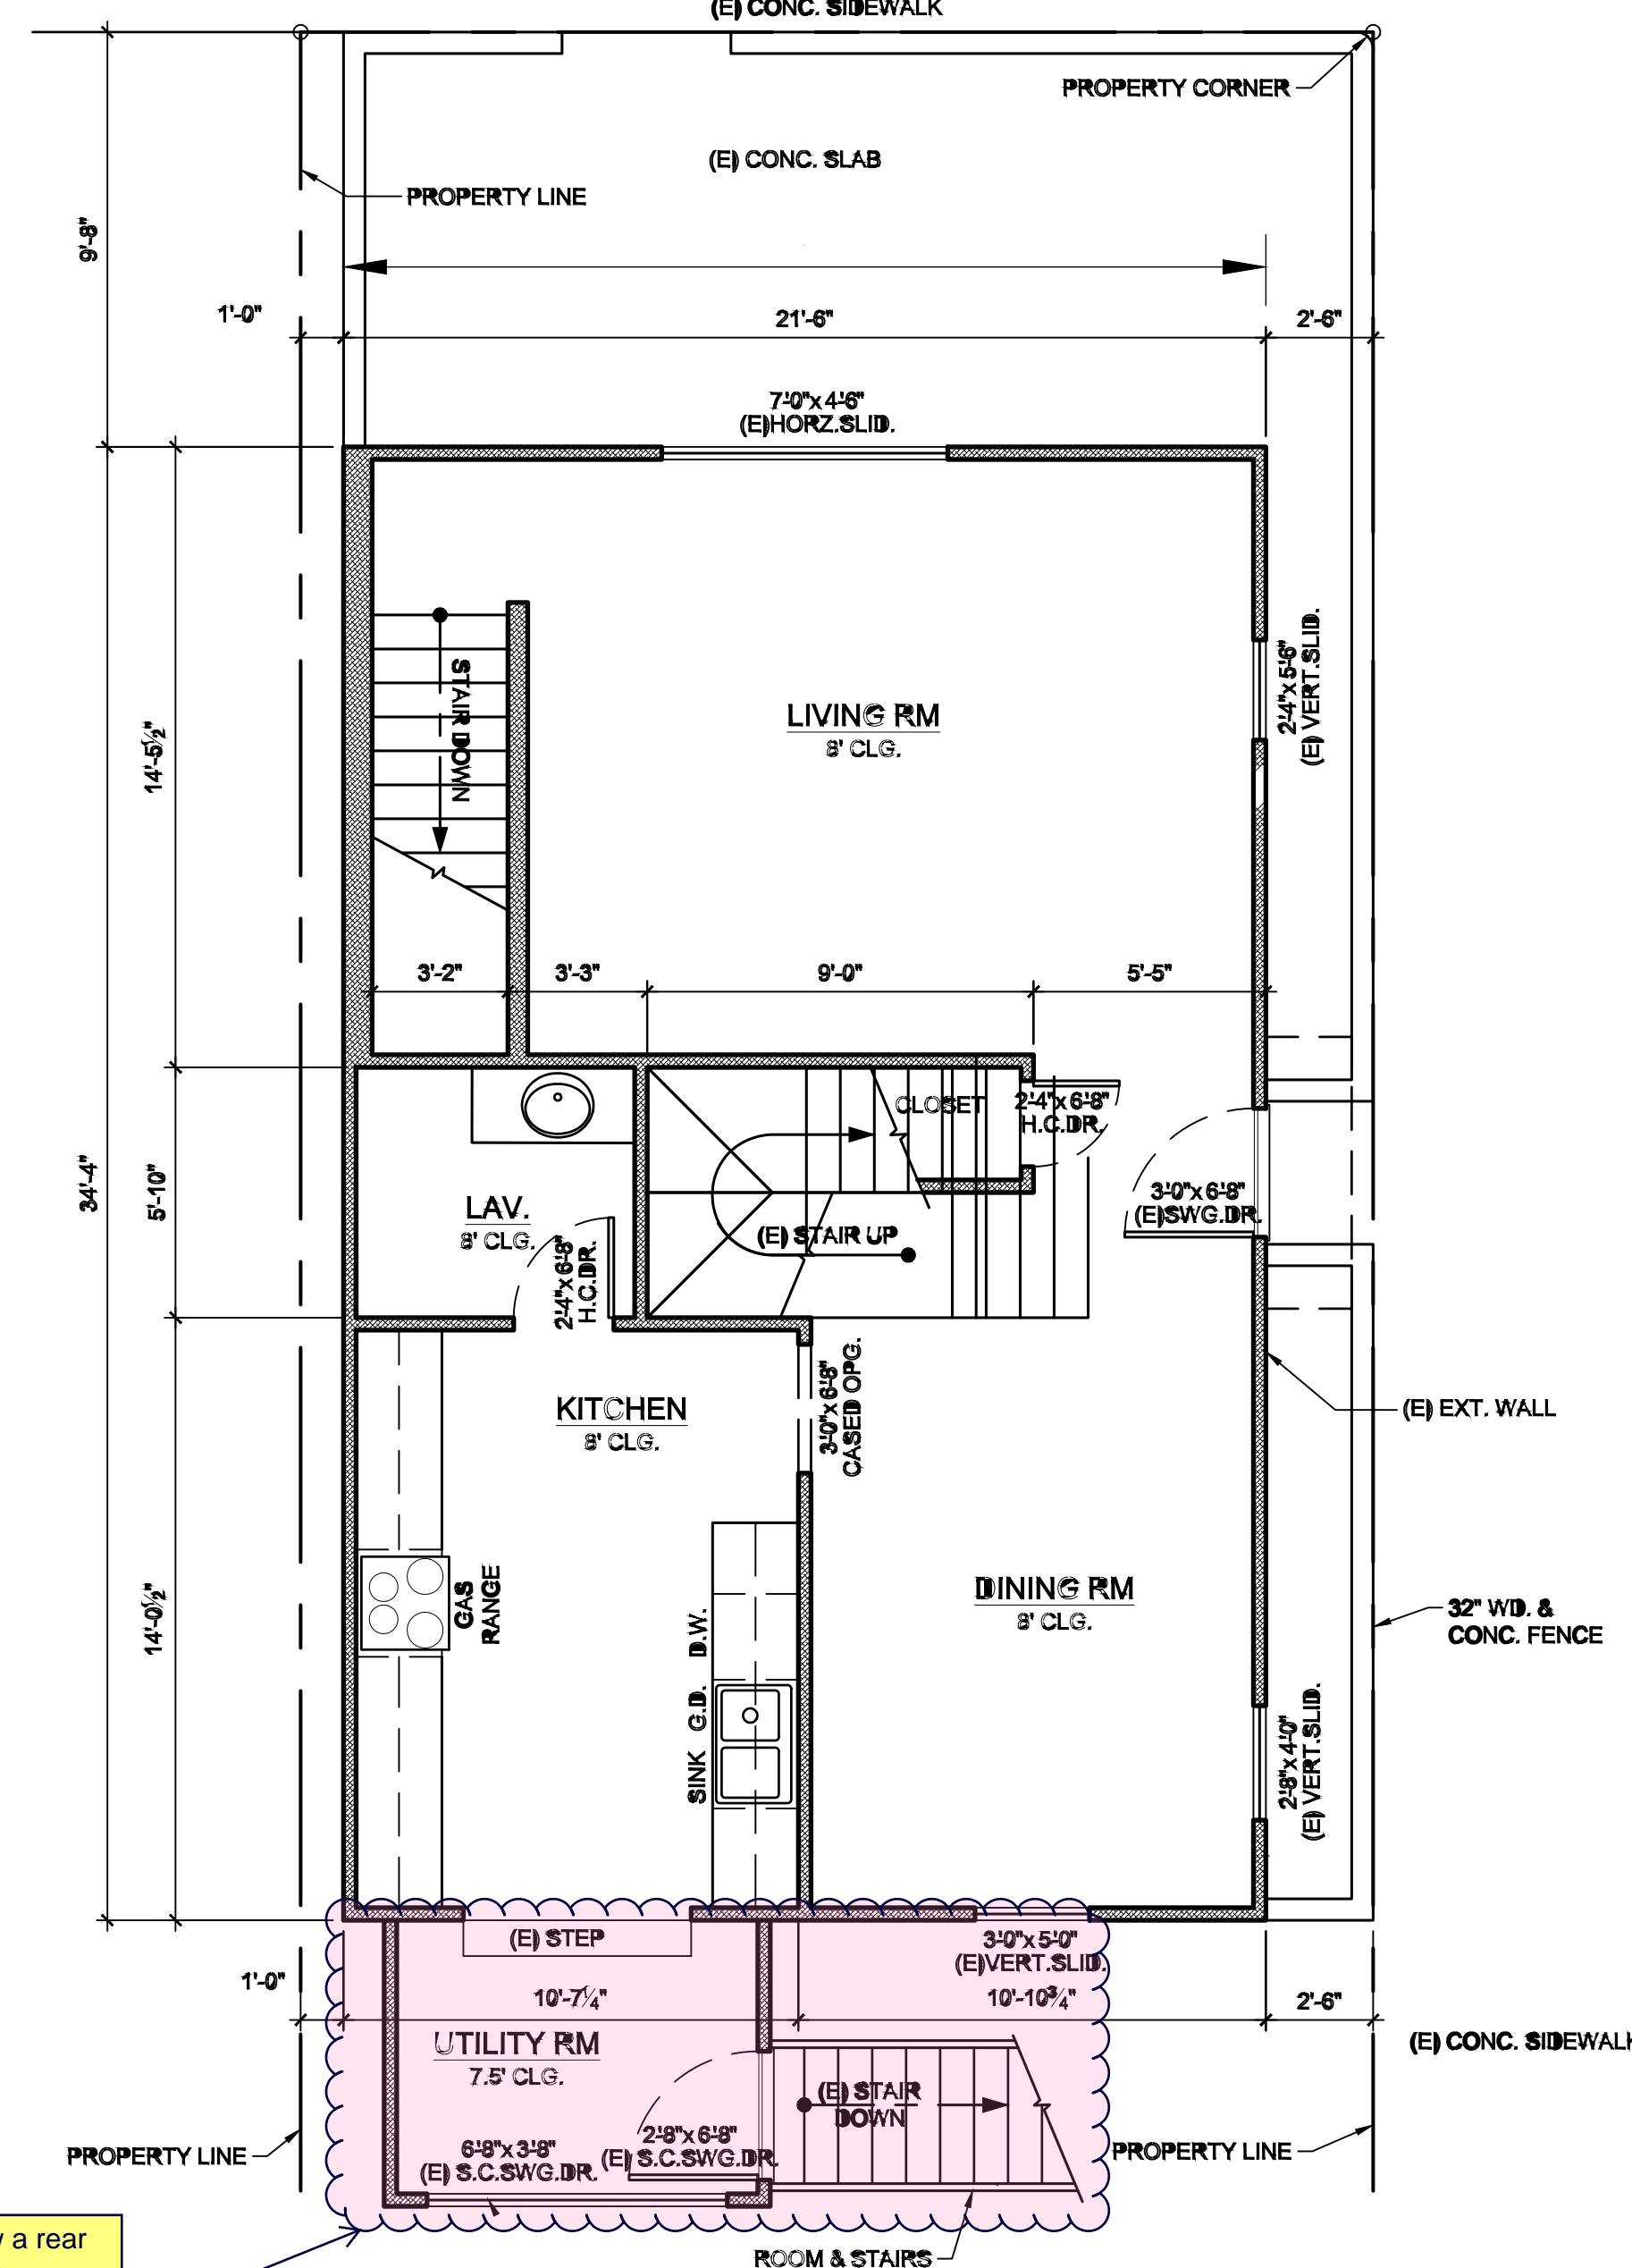 (E) CONC. SIDEWALK
PROPERTY CORNER
(E) CONC. SLAB
PROPERTY LINE
9'-8"
1'-0"
21'-6"
2'-6"
7'-0"x 4'-6"
(E)HORZ.SLID.
2'-4"x 5'-6"
(E) VERT.SLID.
STAIR DOWN
LIVING RM
8' CLG.
14'-5½"
3'-2"
3'-3"
9'-0"
5'-5"
CLOSET
2'-4"x 6'-8"
H.C.DR.
34'-4"
5'-10"
LAV.
8' CLG.
2'-4"x 6'-8"
H.C.DR.
(E) STAIR UP
3'-0"x 6'-8"
(E)SWG.DR.
KITCHEN
8' CLG.
3'-0"x 6'-8"
CASED OPG.
(E) EXT. WALL
GAS
RANGE
DINING RM
8' CLG.
32" WD. &
CONC. FENCE
14'-0½"
SINK G.D. D.W.
2'-8"x 4'-0"
(E) VERT.SLID.
(E) STEP
3'-0"x 5'-0"
(E)VERT.SLID.
1'-0"
10'-7¼"
10'-10¾"
2'-6"
UTILITY RM
7.5' CLG.
(E) CONC. SIDEWALK
(E) STAIR
DOWN
6'-8"x 3'-8"
(E) S.C.SWG.DR.
2'-8"x 6'-8"
(E) S.C.SWG.DR.
PROPERTY LINE
PROPERTY LINE
a rear
ROOM & STAIRS